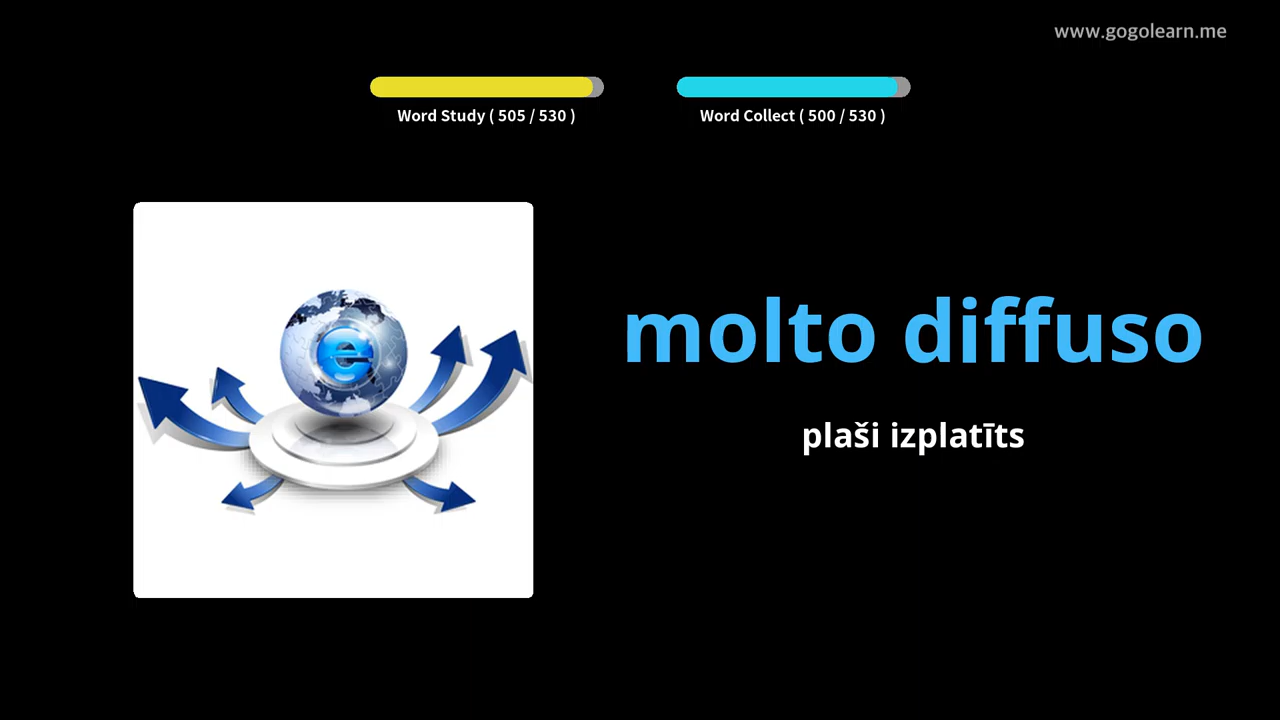 www.gogolearn.me
Word Study ( 505 / 530 )
Word Collect ( 500 / 530 )
e
molto diffuso
plaši izplatīts